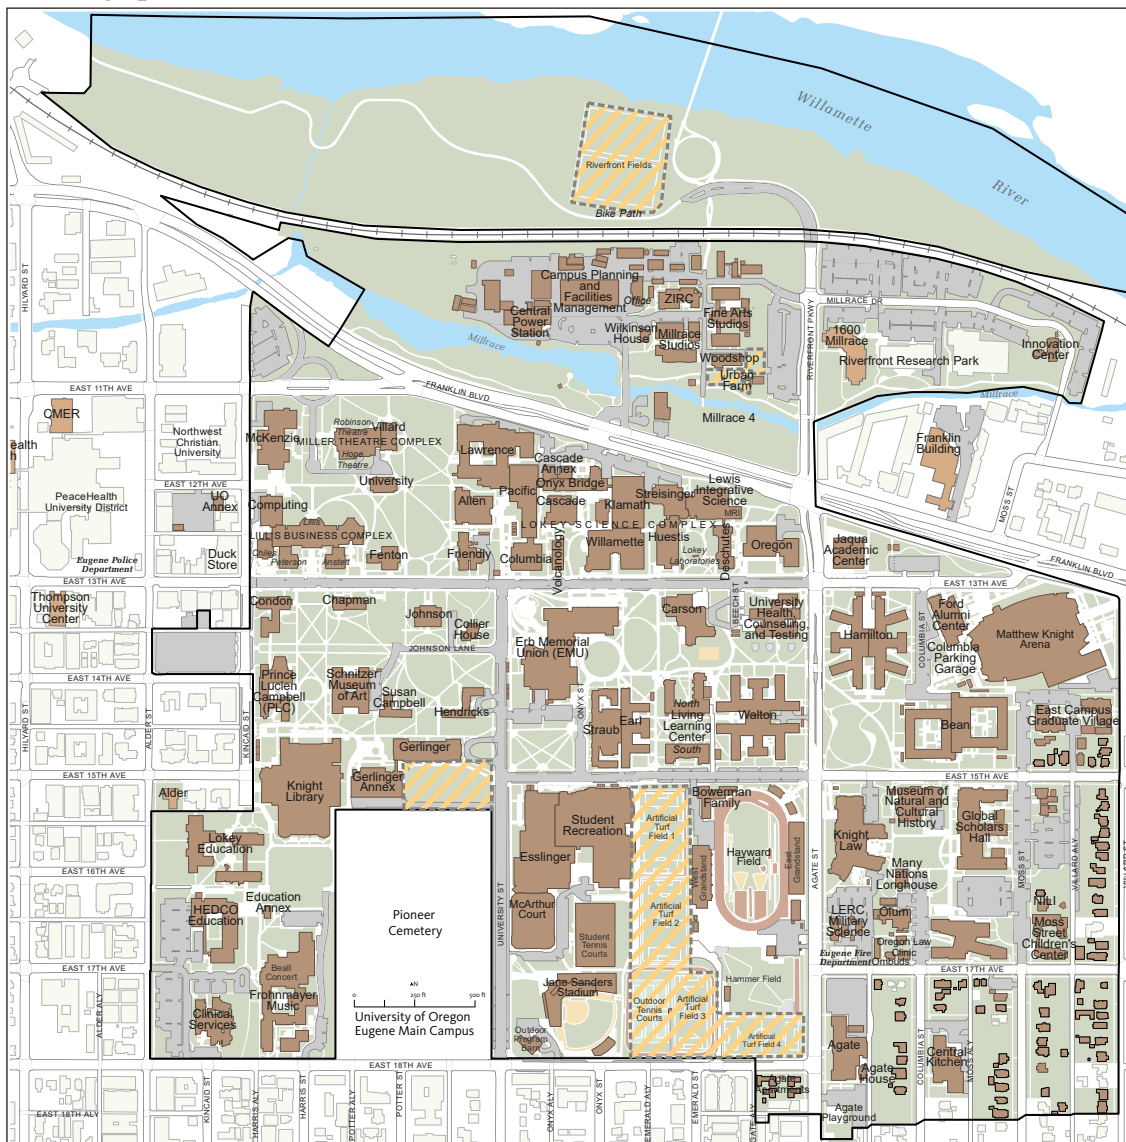 Willamette
River
Riverfront Fields
Bike Path
HILYARD ST
Campus Planning
and
Facilities
Management
Office
ZIRC
Central
Power
Station
Fine Arts
Studios
Wilkinson
House
Millrace
Studios
Millrace
Woodshop
Urban
Farm
Millrace 4
RIVERFRONT PKWY
MILLRACE DR
1600
Millrace
Riverfront Research Park
Innovation
Center
Millrace
EAST 11TH AVE
FRANKLIN BLVD
CMER
ealth
h
Northwest
Christian
University
McKenzie
Robinson
Theatre
Villard
MILLER THEATRE COMPLEX
Hope
Theatre
University
Lawrence
Cascade
Annex
Onyx Bridge
Pacific
Allen
Cascade
Klamath
Streisinger
Lewis
Integrative
Science
MRI
Franklin
Building
MOSS ST
EAST 12TH AVE
PeaceHealth
University District
UO
Annex
Computing
Lillis
LILLIS BUSINESS COMPLEX
Chiles
Peterson
Anstett
Fenton
Friendly
Columbia
Volcanology
LOKEY SCIENCE COMPLEX
Willamette
Huestis
Lokey
Laboratories
Deschutes
Oregon
Jaqua
Academic
Center
Eugene Police
Department
Duck
Store
EAST 13TH AVE
EAST 13TH AVE
FRANKLIN BLVD
Thompson
University
Center
Condon
Chapman
Johnson
Collier
House
JOHNSON LANE
Erb Memorial
Union (EMU)
Carson
BEECH ST
University
Health,
Counseling,
and Testing
Hamilton
COLUMBIA ST
Ford
Alumni
Center
Columbia
Parking
Garage
Matthew Knight
Arena
EAST 14TH AVE
HILYARD ST
ALDER ST
KINCAID ST
Prince
Lucien
Campbell
(PLC)
Schnitzer
Museum
of Art
Susan
Campbell
Hendricks
ONYX ST
Straub
Earl
North
Living
Learning
Center
South
Walton
Bean
East Campus
Graduate Village
Gerlinger
Gerlinger
Annex
EAST 15TH AVE
EAST 15TH AVE
Alder
Knight
Library
Student
Recreation
Esslinger
Artificial
Turf
Field 1
Bowerman
Family
Hayward
Field
West
Grandstand
East
Grandstand
AGATE ST
Knight
Law
Museum of
Natural and
Cultural
History
Global
Scholars
Hall
Many
Nations
Longhouse
MOSS ST
VILLARD ALY
VILLARD ST
Lokey
Education
EAST 16TH AVE
EAST 16TH AVE
Education
Annex
HEDCO
Education
Pioneer
Cemetery
UNIVERSITY ST
McArthur
Court
Student
Tennis
Courts
Artificial
Turf
Field 2
LERC
Military
Science
Olum
Oregon Law
Clinic
Ombuds
Eugene Fire
Department
NILI
Moss
Street
Children's
Center
EAST 17TH AVE
EAST 17TH AVE
Beall
Concert
Frohnmayer
Music
Clinical
Services
ALDER ALY
N
0 250 ft 500 ft
University of Oregon
Eugene Main Campus
Jane Sanders
Stadium
Outdoor
Program
Barn
Outdoor
Tennis
Courts
Artificial
Turf
Field 3
Hammer Field
Artificial
Turf Field 4
Agate
Agate
House
COLUMBIA ST
Central
Kitchen
MOSS ALY
EAST 18TH AVE
Agate
Apartments
Agate
Playground
EAST 18TH ALY
KINCAID ST
HARRIS ALY
HARRIS ST
POTTER ALY
POTTER ST
ONYX ALY
ONYX ST
EMERALD ALY
EMERALD ST
AGATE ALY